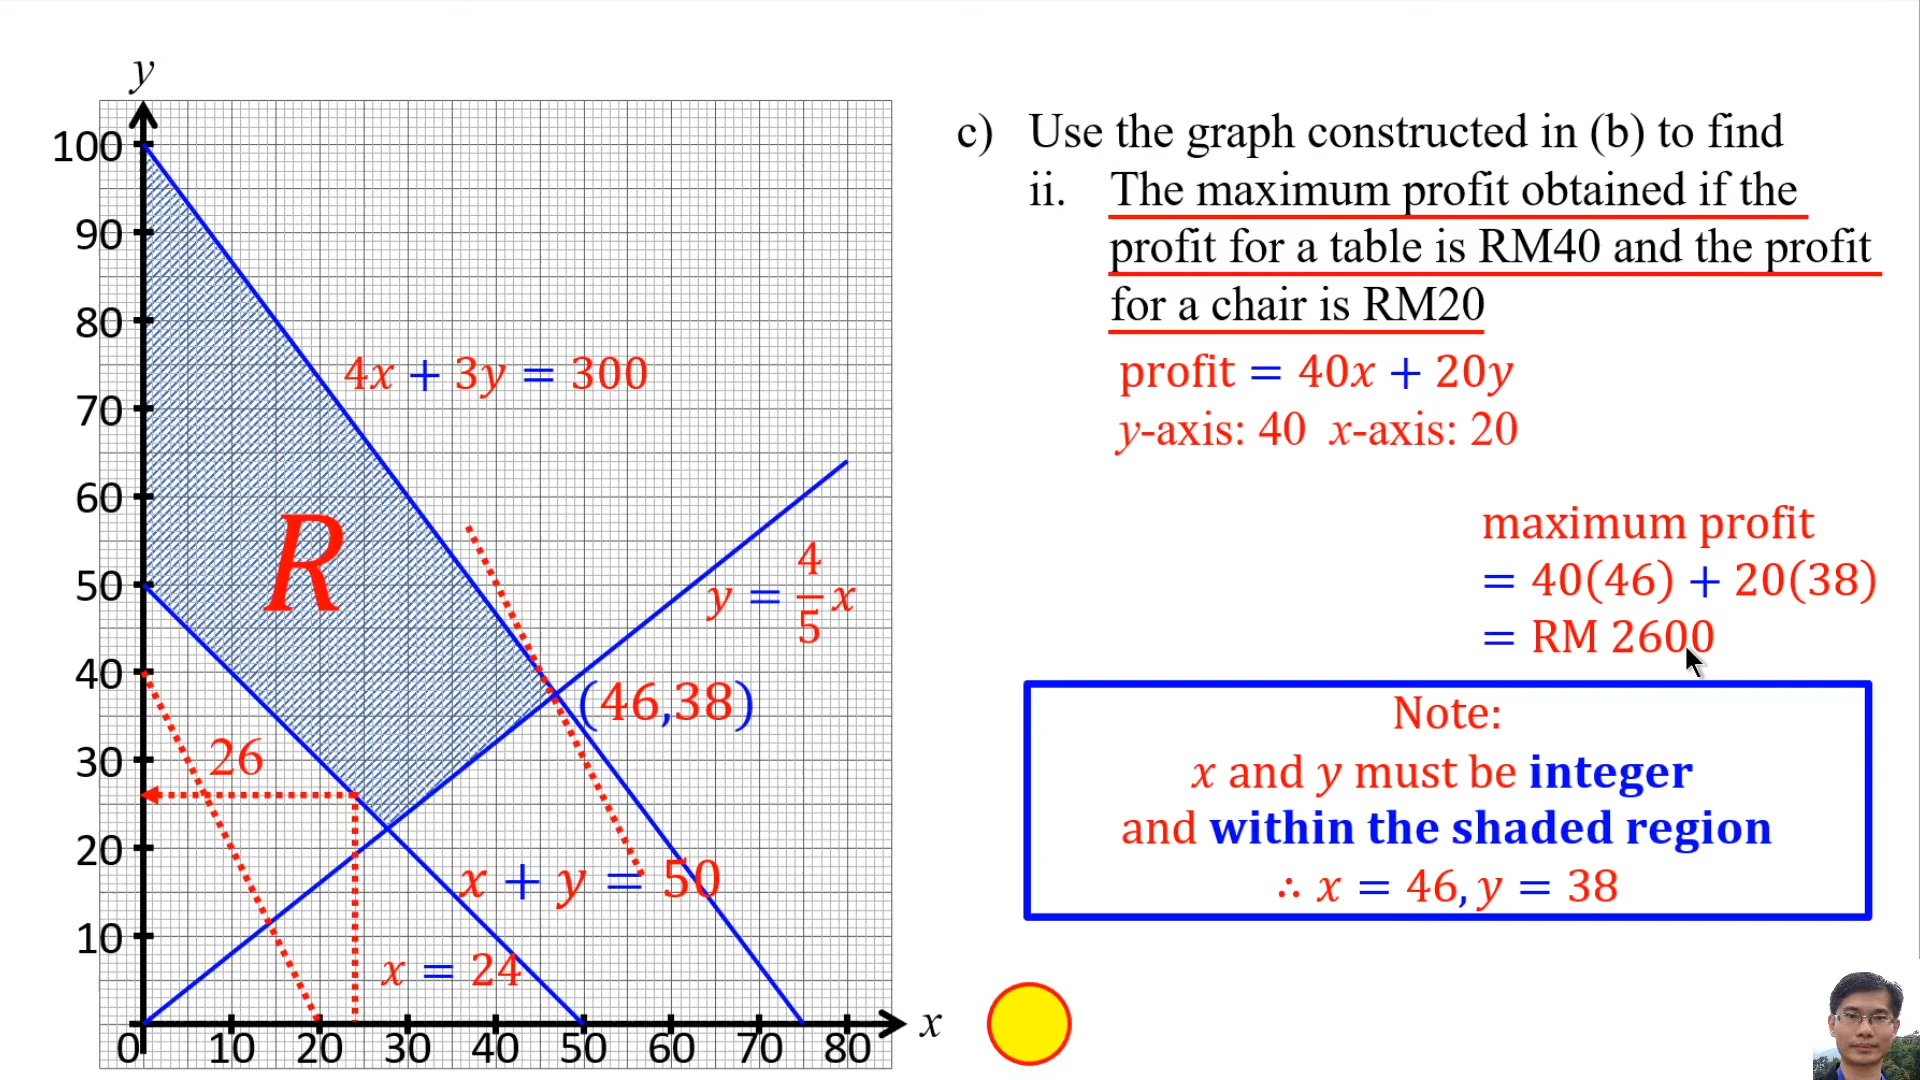 y
100
90
80
70
60
50
40
30
20
10
0 10 20 30 40 50 60 70 80 x
4x + 3y = 300
R
y = 4/5 x
(46,38)
26
x + y = 50
x = 24
c) Use the graph constructed in (b) to find
ii. The maximum profit obtained if the
profit for a table is RM40 and the profit
for a chair is RM20
profit = 40x + 20y
y-axis: 40 x-axis: 20
maximum profit
= 40(46) + 20(38)
= RM 2600
Note:
x and y must be integer
and within the shaded region
∴ x = 46, y = 38